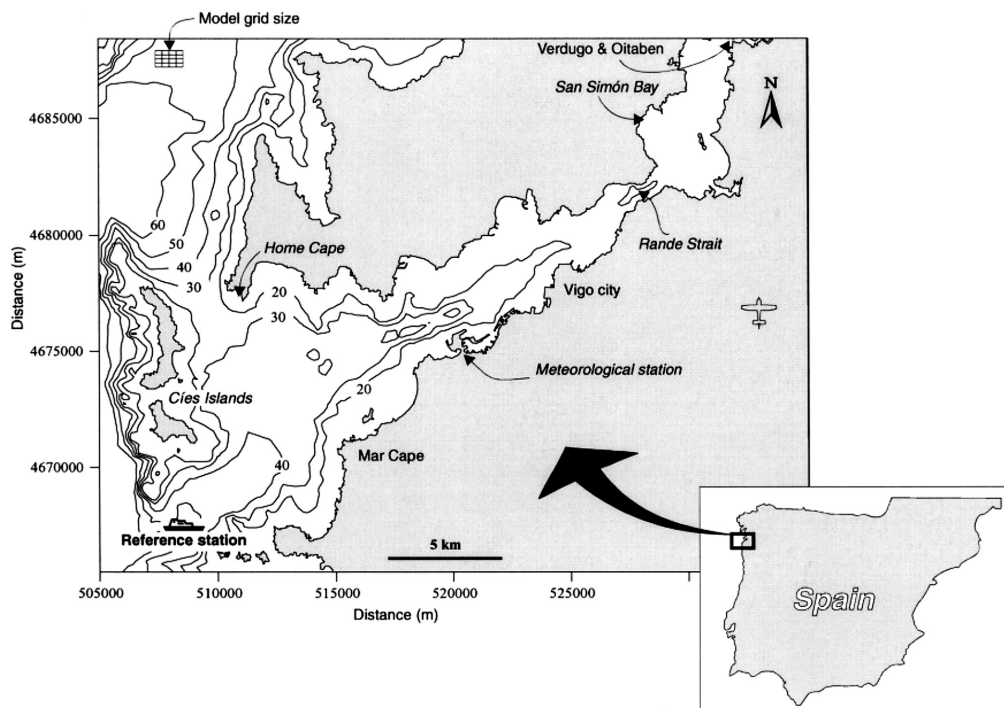 Model grid size
Verdugo & Oitaben
San Simón Bay
N
4685000
4680000
4675000
4670000
Distance (m)
60
50
40
30
Home Cape
20
30
Rande Strait
Vigo city
Meteorological station
20
Cíes Islands
Mar Cape
40
Reference station
5 km
505000
510000
515000
520000
525000
Distance (m)
Spain